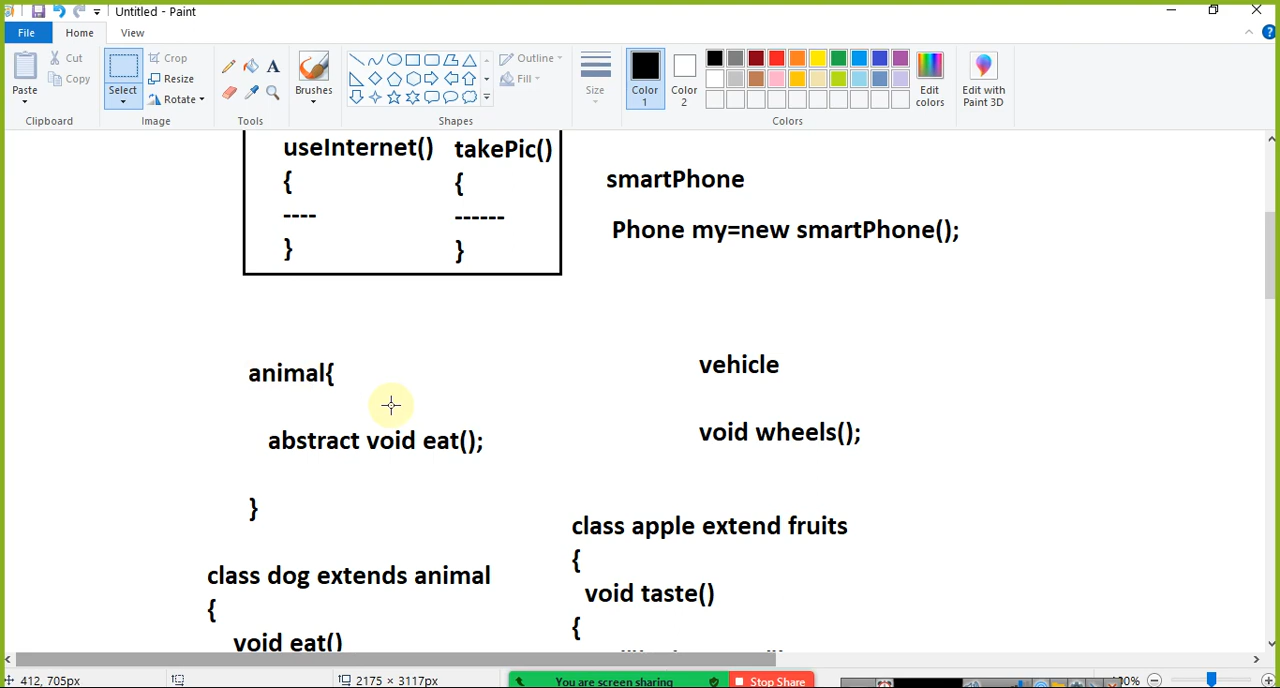 Untitled - Paint
File Home View
Paste
Cut
Copy
Clipboard
Select
Crop
Resize
Rotate
Image
A
Tools
Brushes
Outline
Fill
Shapes
Size
Color 1
Color 2
Edit colors
Colors
Edit with Paint 3D
useInternet() takePic()
{ {
---- ------
} }
smartPhone
Phone my=new smartPhone();
animal{
abstract void eat();
}
vehicle
void wheels();
class dog extends animal
{
void eat()
class apple extend fruits
{
void taste()
{
412, 705px
2175 × 3117px
You are screen sharing
Stop Share